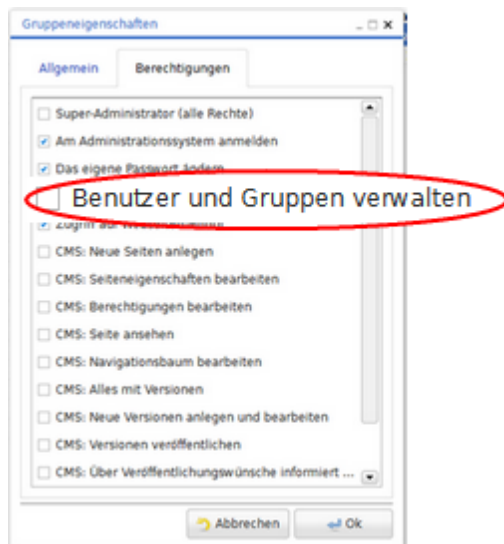 Gruppeneigenschaften
Allgemein Berechtigungen
Super-Administrator (alle Rechte)
Am Administrationssystem anmelden
Das eigene Passwort ändern
Benutzer und Gruppen verwalten
Zugriff auf
CMS: Neue Seiten anlegen
CMS: Seiteneigenschaften bearbeiten
CMS: Berechtigungen bearbeiten
CMS: Seite ansehen
CMS: Navigationsbaum bearbeiten
CMS: Alles mit Versionen
CMS: Neue Versionen anlegen und bearbeiten
CMS: Versionen veröffentlichen
CMS: Über Veröffentlichungswünsche informiert ...
Abbrechen Ok